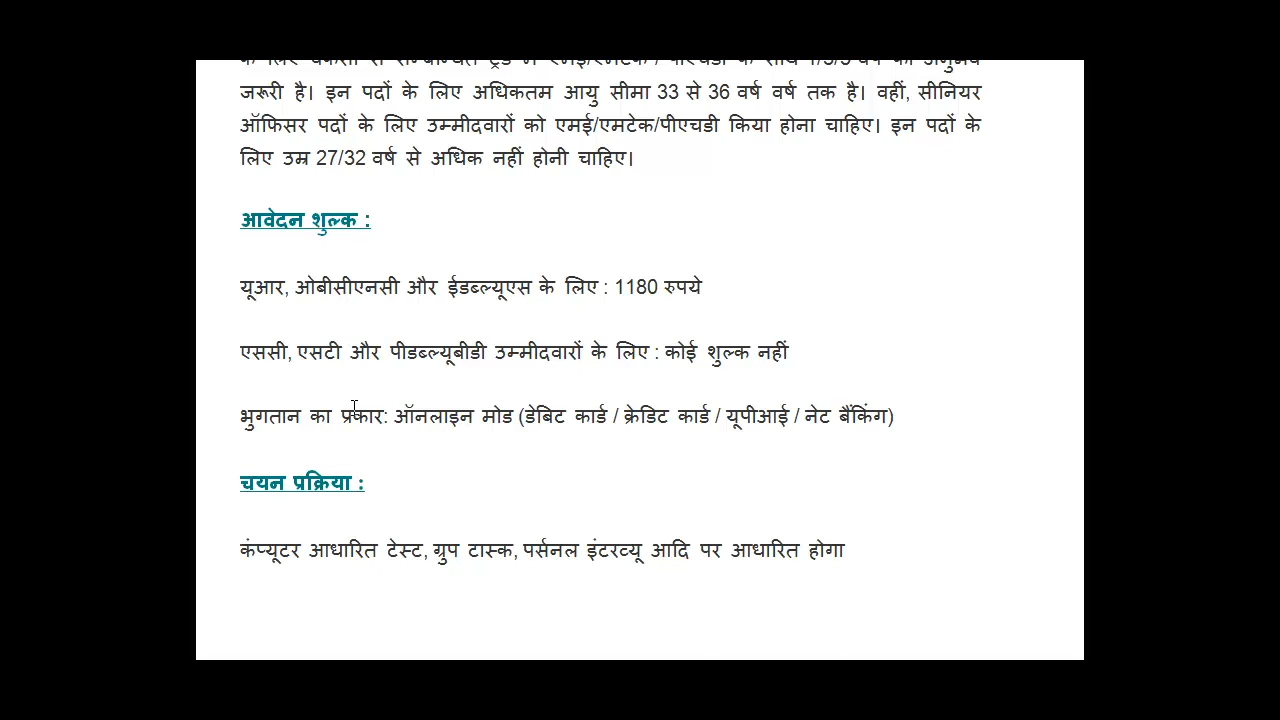 जरूरी है। इन पदों के लिए अधिकतम आयु सीमा 33 से 36 वर्ष वर्ष तक है। वहीं, सीनियर
ऑफिसर पदों के लिए उम्मीदवारों को एमई/एमटेक/पीएचडी किया होना चाहिए। इन पदों के
लिए उम्र 27/32 वर्ष से अधिक नहीं होनी चाहिए।
आवेदन शुल्क :
यूआर, ओबीसीएनसी और ईडब्ल्यूएस के लिए : 1180 रुपये
एससी, एसटी और पीडब्ल्यूबीडी उम्मीदवारों के लिए : कोई शुल्क नहीं
भुगतान का प्रकार: ऑनलाइन मोड (डेबिट कार्ड / क्रेडिट कार्ड / यूपीआई / नेट बैंकिंग)
चयन प्रक्रिया :
कंप्यूटर आधारित टेस्ट, ग्रुप टास्क, पर्सनल इंटरव्यू आदि पर आधारित होगा